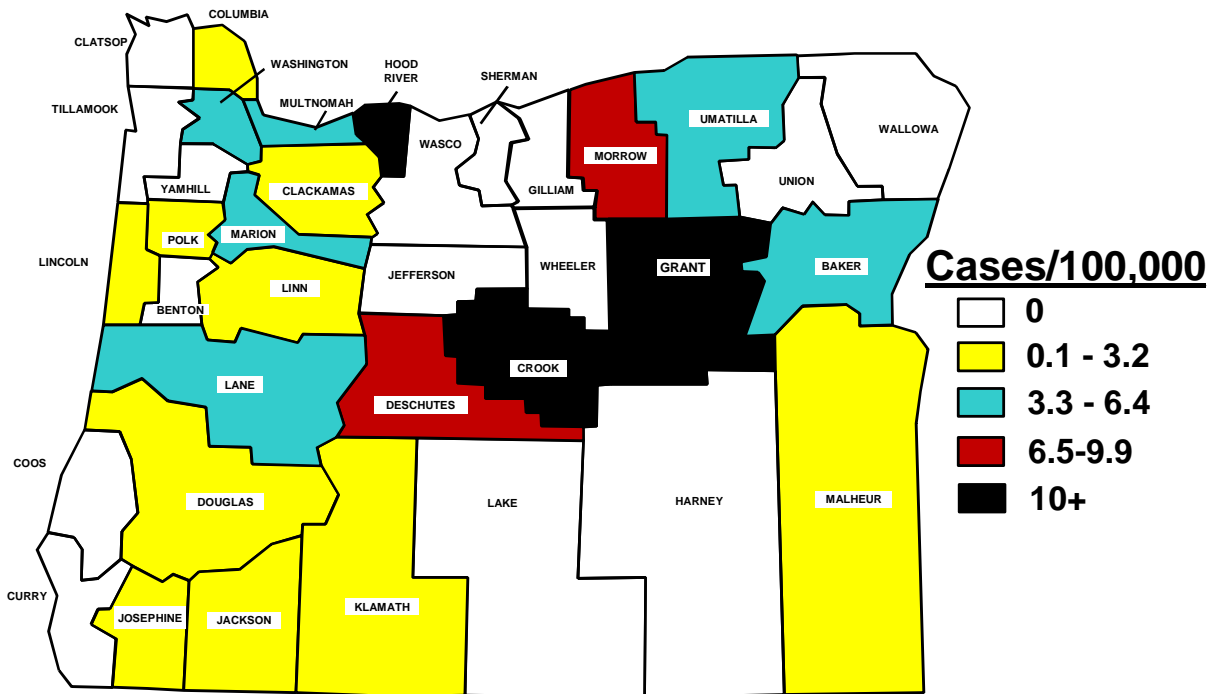 COLUMBIA
CLATSOP
WASHINGTON
HOOD
RIVER
SHERMAN
TILLAMOOK
MULTNOMAH
WASCO
UMATILLA
WALLOWA
MORROW
GILLIAM
UNION
YAMHILL
CLACKAMAS
POLK
MARION
LINCOLN
JEFFERSON
WHEELER
GRANT
BAKER
LINN
BENTON
CROOK
LANE
DESCHUTES
COOS
DOUGLAS
LAKE
HARNEY
MALHEUR
CURRY
JOSEPHINE
JACKSON
KLAMATH
Cases/100,000
0
0.1 - 3.2
3.3 - 6.4
6.5-9.9
10+